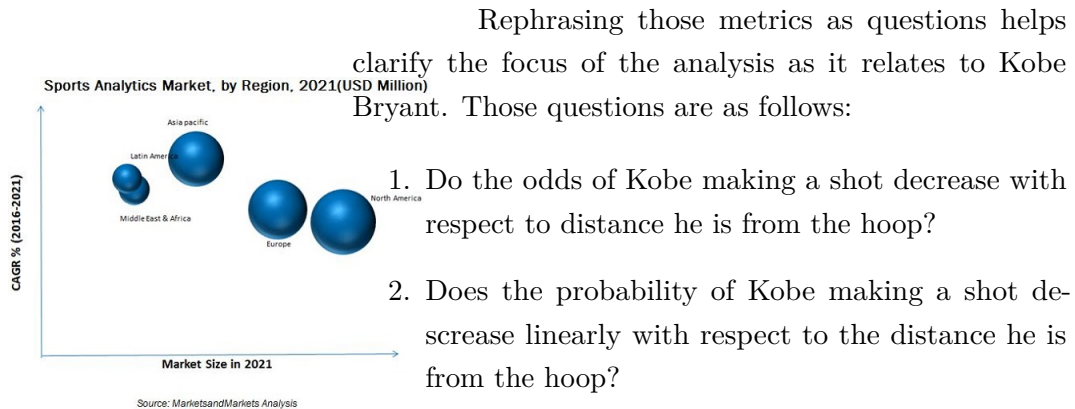 Sports Analytics Market, by Region, 2021(USD Million)
CAGR % (2016-2021)
Asia pacific
Latin America
Middle East & Africa
Europe
North America
Market Size in 2021
Source: MarketsandMarkets Analysis
Rephrasing those metrics as questions helps
clarify the focus of the analysis as it relates to Kobe
Bryant. Those questions are as follows:
1. Do the odds of Kobe making a shot decrease with
respect to distance he is from the hoop?
2. Does the probability of Kobe making a shot de-
screase linearly with respect to the distance he is
from the hoop?